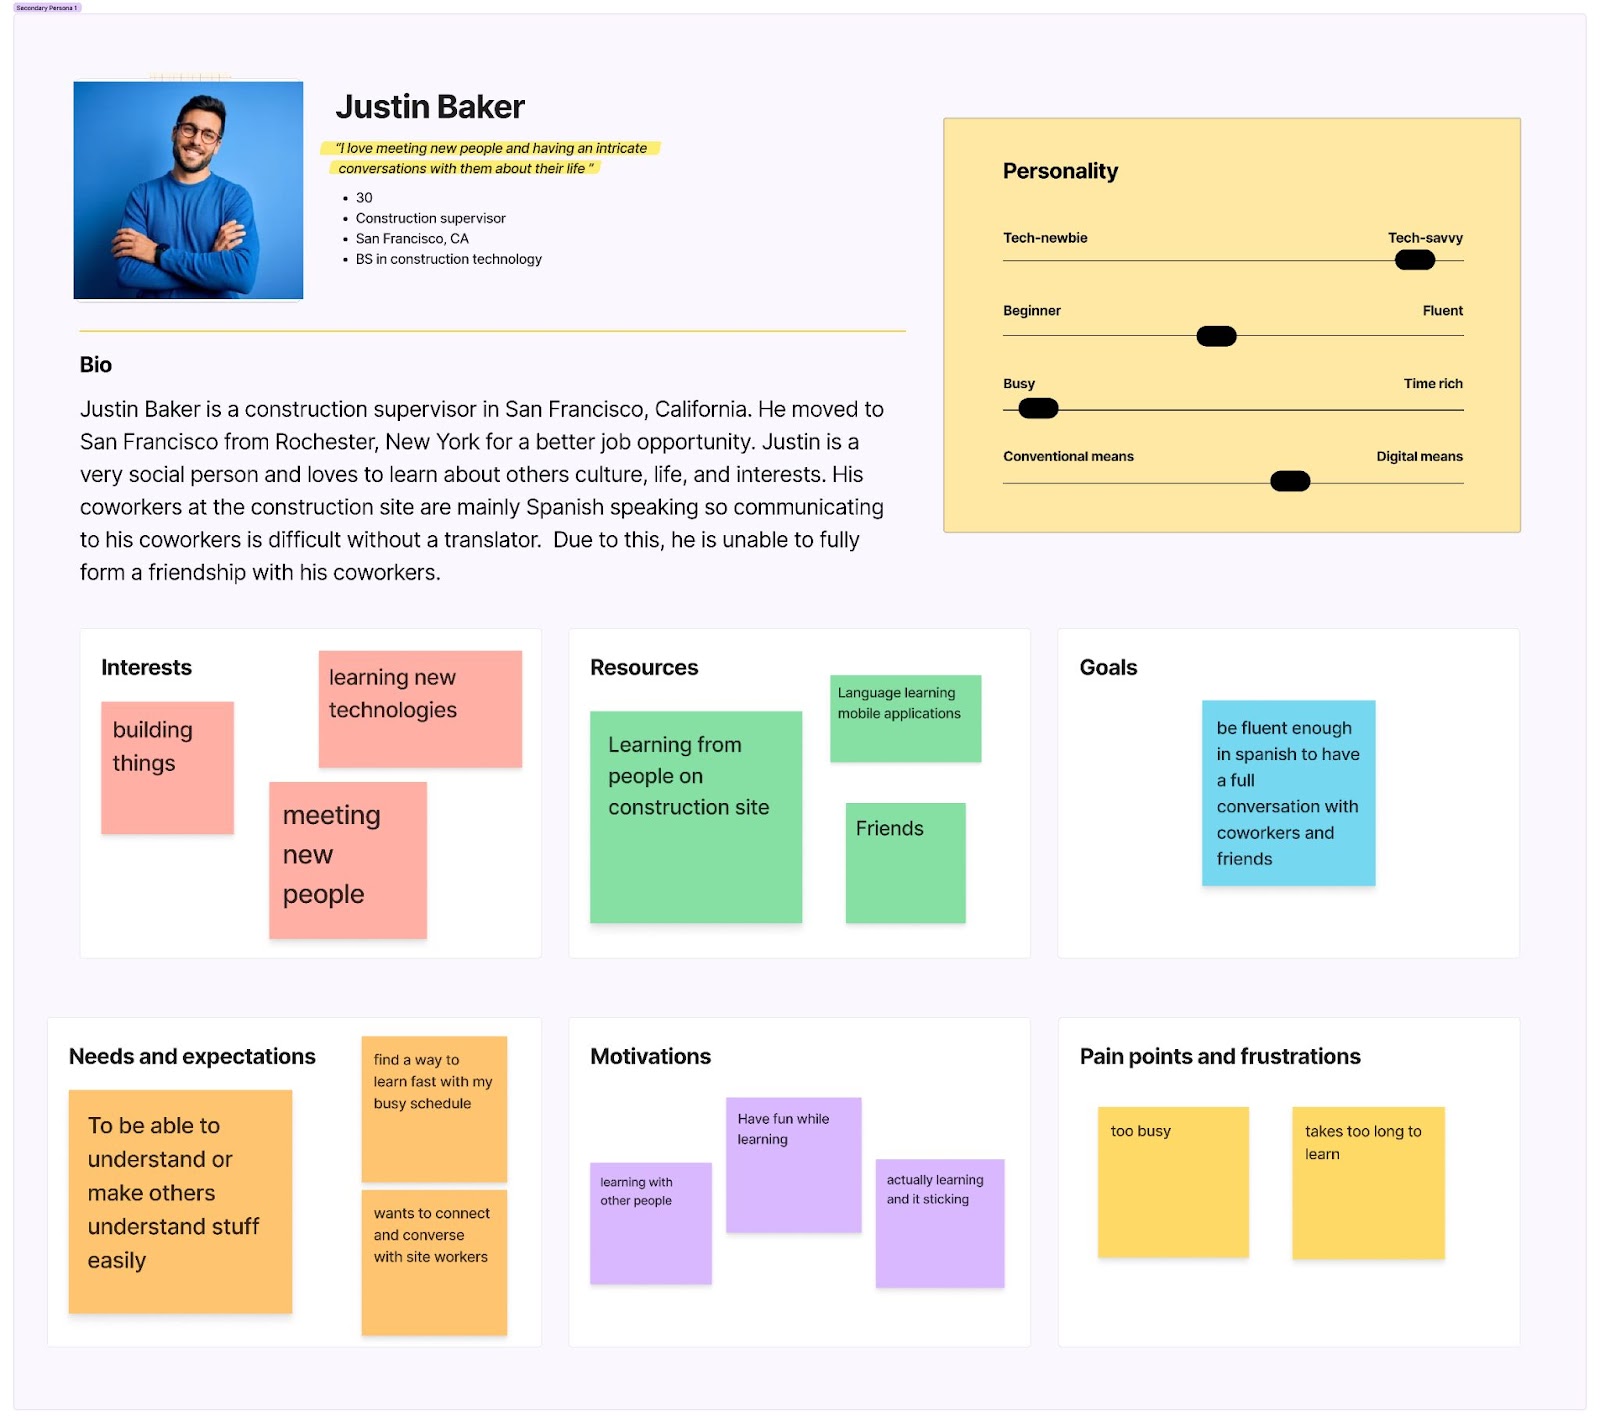 Secondary Persona 1
Justin Baker
“I love meeting new people and having an intricate
conversations with them about their life ”
• 30
• Construction supervisor
• San Francisco, CA
• BS in construction technology
Personality
Tech-newbie Tech-savvy
Beginner Fluent
Busy Time rich
Conventional means Digital means
Bio
Justin Baker is a construction supervisor in San Francisco, California. He moved to
San Francisco from Rochester, New York for a better job opportunity. Justin is a
very social person and loves to learn about others culture, life, and interests. His
coworkers at the construction site are mainly Spanish speaking so communicating
to his coworkers is difficult without a translator.  Due to this, he is unable to fully
form a friendship with his coworkers.
Interests
building
things
learning new
technologies
meeting
new
people
Resources
Learning from
people on
construction site
Language learning
mobile applications
Friends
Goals
be fluent enough
in spanish to have
a full
conversation with
coworkers and
friends
Needs and expectations
To be able to
understand or
make others
understand stuff
easily
find a way to
learn fast with my
busy schedule
wants to connect
and converse
with site workers
Motivations
learning with
other people
Have fun while
learning
actually learning
and it sticking
Pain points and frustrations
too busy
takes too long to
learn